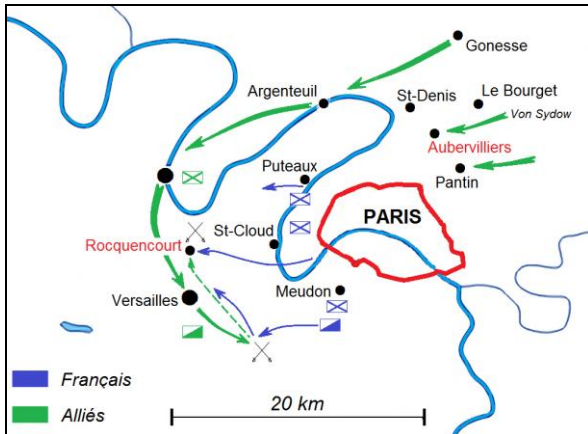 Gonesse
Argenteuil
St-Denis
Le Bourget
Von Sydow
Aubervilliers
Puteaux
Pantin
PARIS
St-Cloud
Rocquencourt
Versailles
Meudon
Français
20 km
Alliés